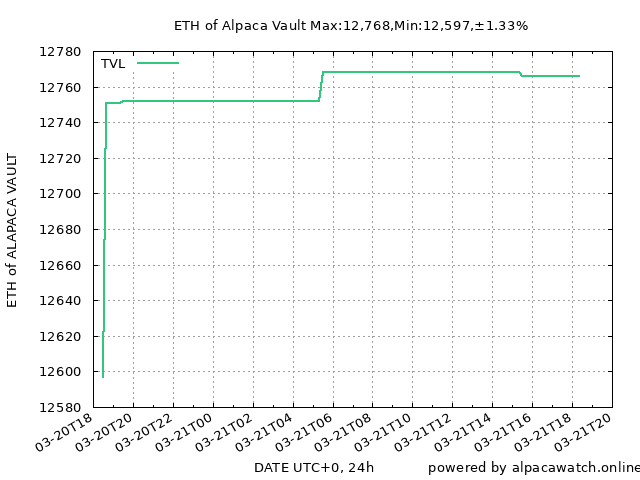 ETH of Alpaca Vault Max:12,768,Min:12,597,±1.33%
TVL
12780
12760
12740
12720
12700
12680
12660
12640
12620
12600
12580
ETH of ALAPACA VAULT
03-20T18
03-20T20
03-20T22
03-21T00
03-21T02
03-21T04
03-21T06
03-21T08
03-21T10
03-21T12
03-21T14
03-21T16
03-21T18
03-21T20
DATE UTC+0, 24h
powered by alpacawatch.online